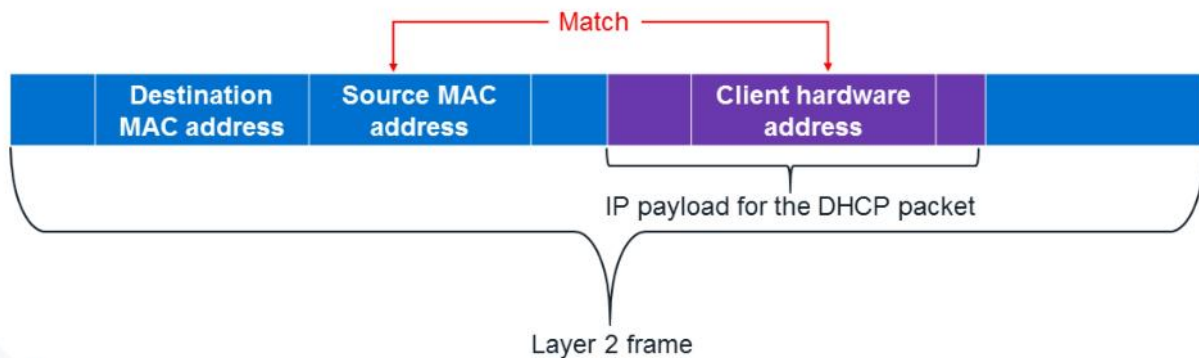 Match
Destination
MAC address
Source MAC
address
Client hardware
address
IP payload for the DHCP packet
Layer 2 frame